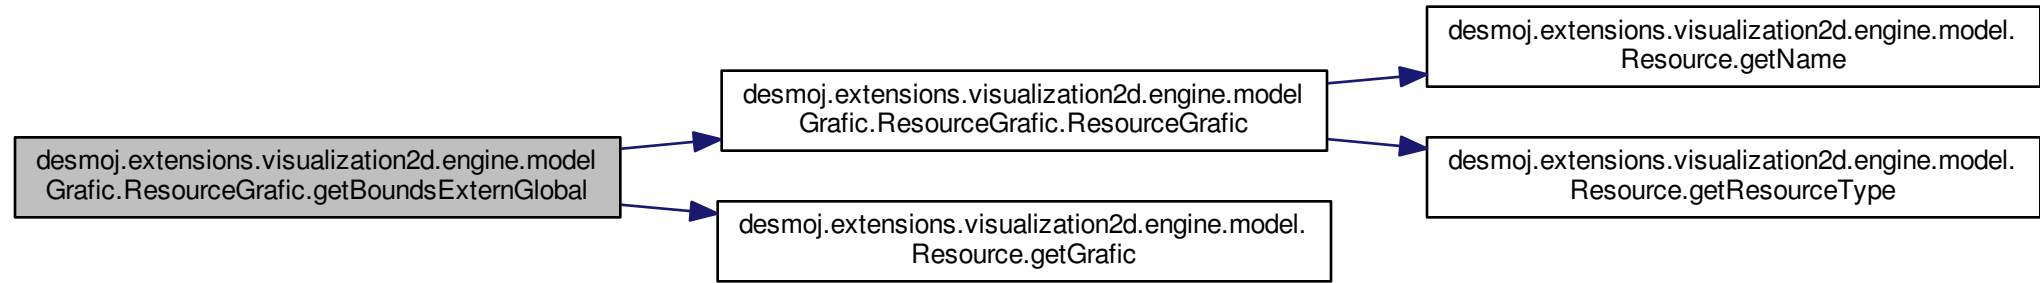 desmoj.extensions.visualization2d.engine.model
Grafic.ResourceGrafic.getBoundsExternGlobal
desmoj.extensions.visualization2d.engine.model
Grafic.ResourceGrafic.ResourceGrafic
desmoj.extensions.visualization2d.engine.model.
Resource.getName
desmoj.extensions.visualization2d.engine.model.
Resource.getResourceType
desmoj.extensions.visualization2d.engine.model.
Resource.getGrafic